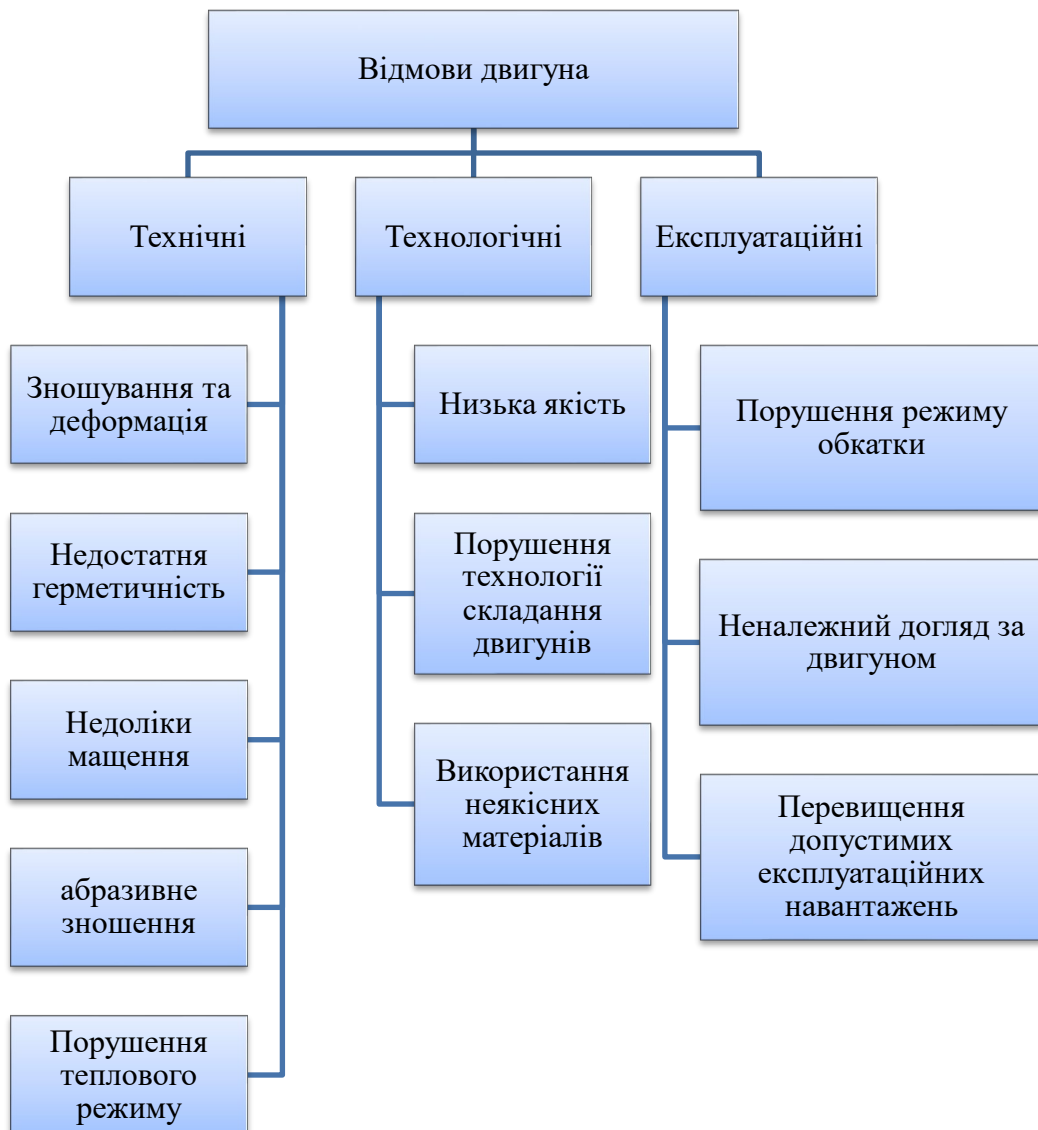 Відмови двигуна
Технічні
Технологічні
Експлуатаційні
Зношування та
деформація
Недостатня
герметичність
Недоліки
мащення
абразивне
зношення
Порушення
теплового
режиму
Низька якість
Порушення
технології
складання
двигунів
Використання
неякісних
матеріалів
Порушення режиму
обкатки
Неналежний догляд за
двигуном
Перевищення
допустимих
експлуатаційних
навантажень